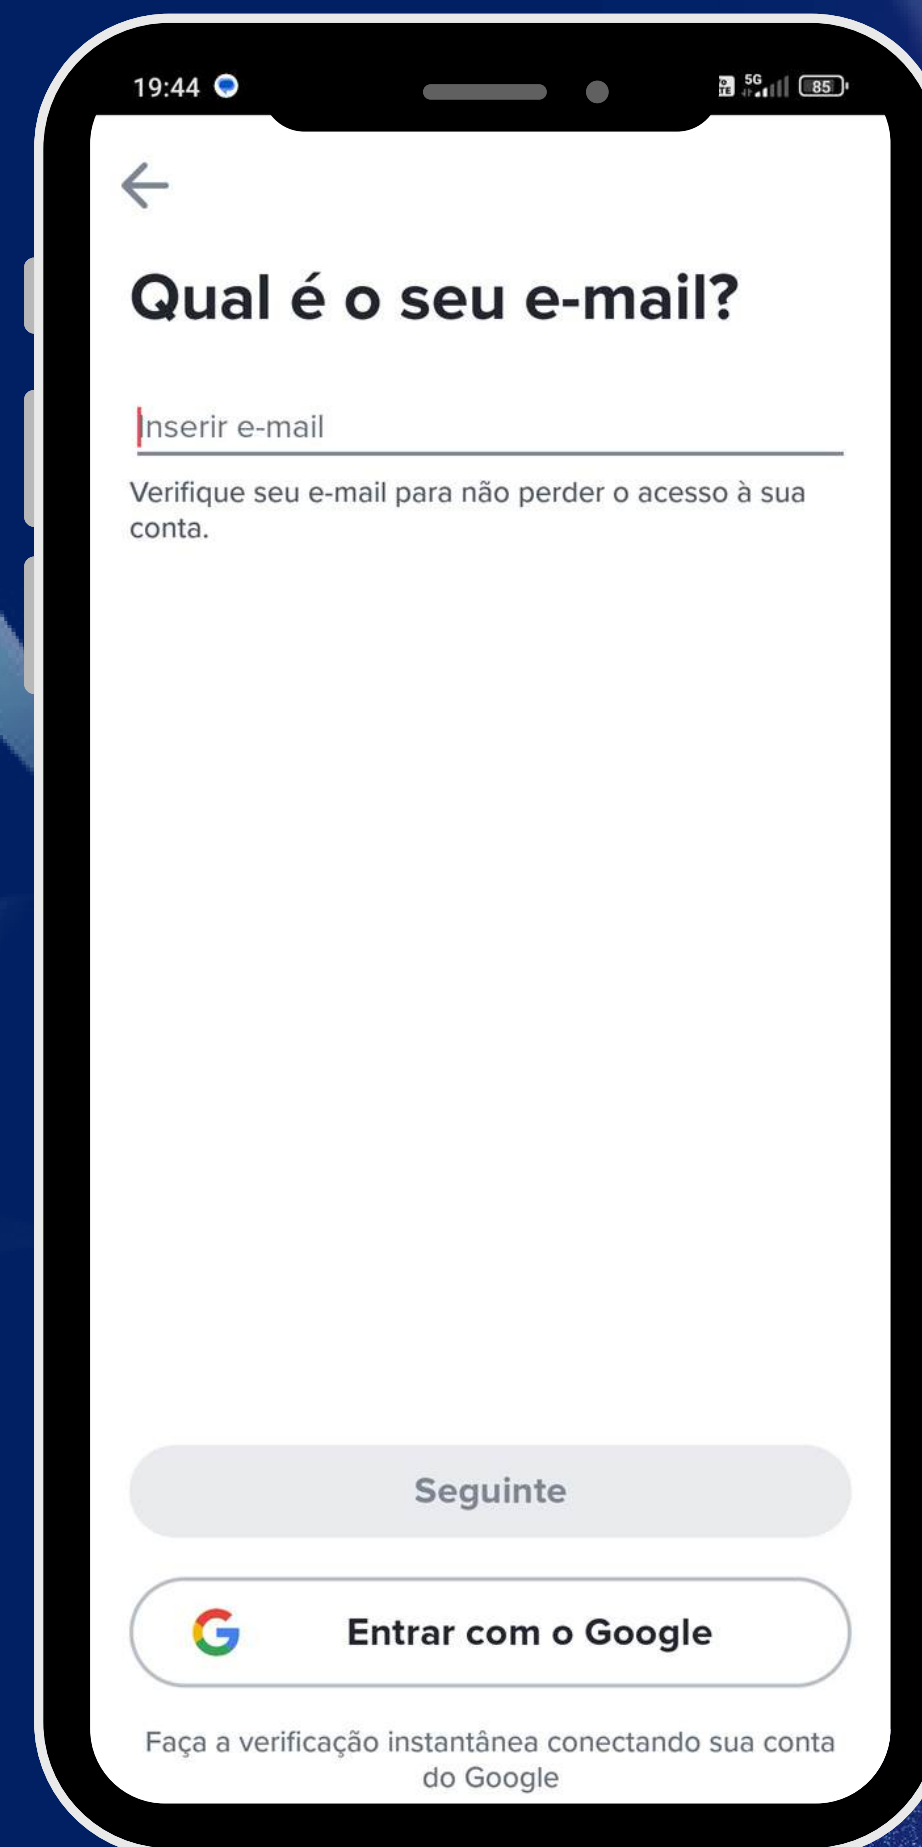 19:44
5G
85
Qual é o seu e-mail?
Inserir e-mail
Verifique seu e-mail para não perder o acesso à sua
conta.
Seguinte
Entrar com o Google
Faça a verificação instantânea conectando sua conta
do Google